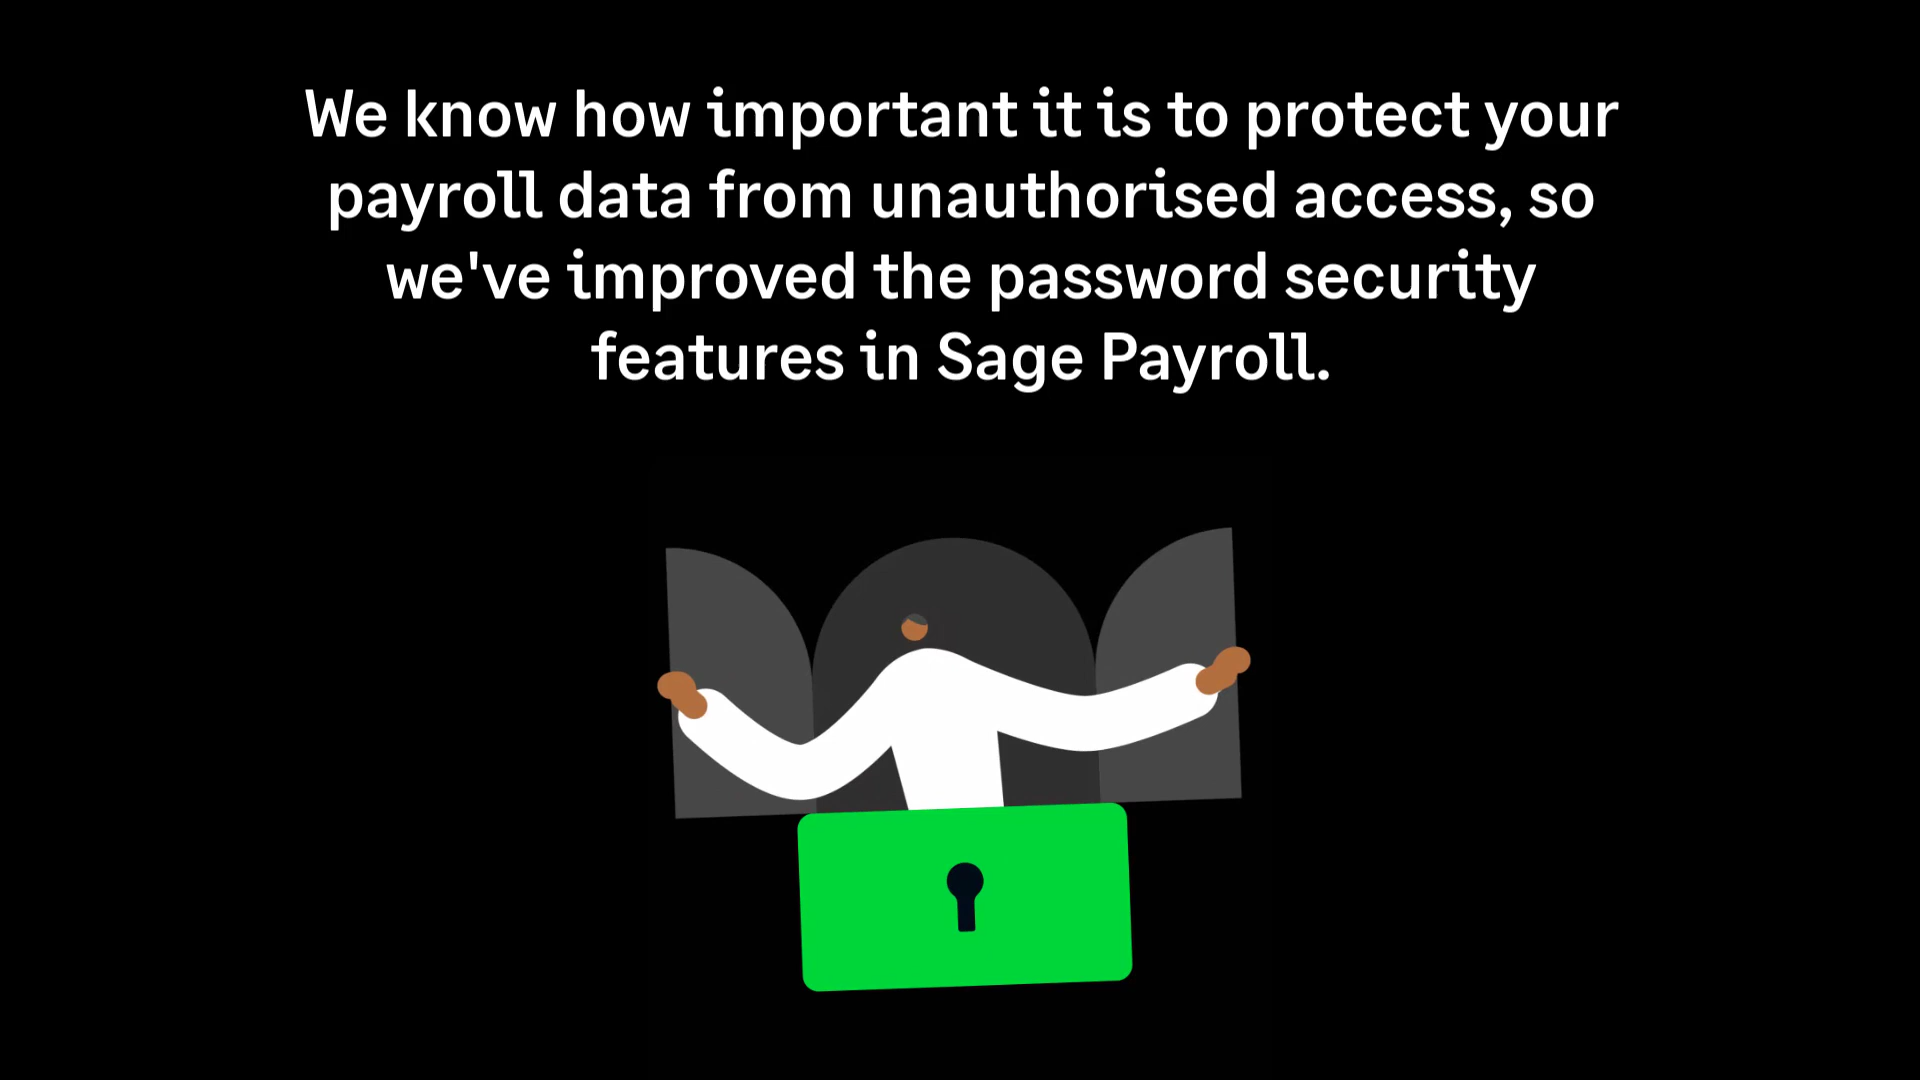 We know how important it is to protect your
payroll data from unauthorised access, so
we've improved the password security
features in Sage Payroll.